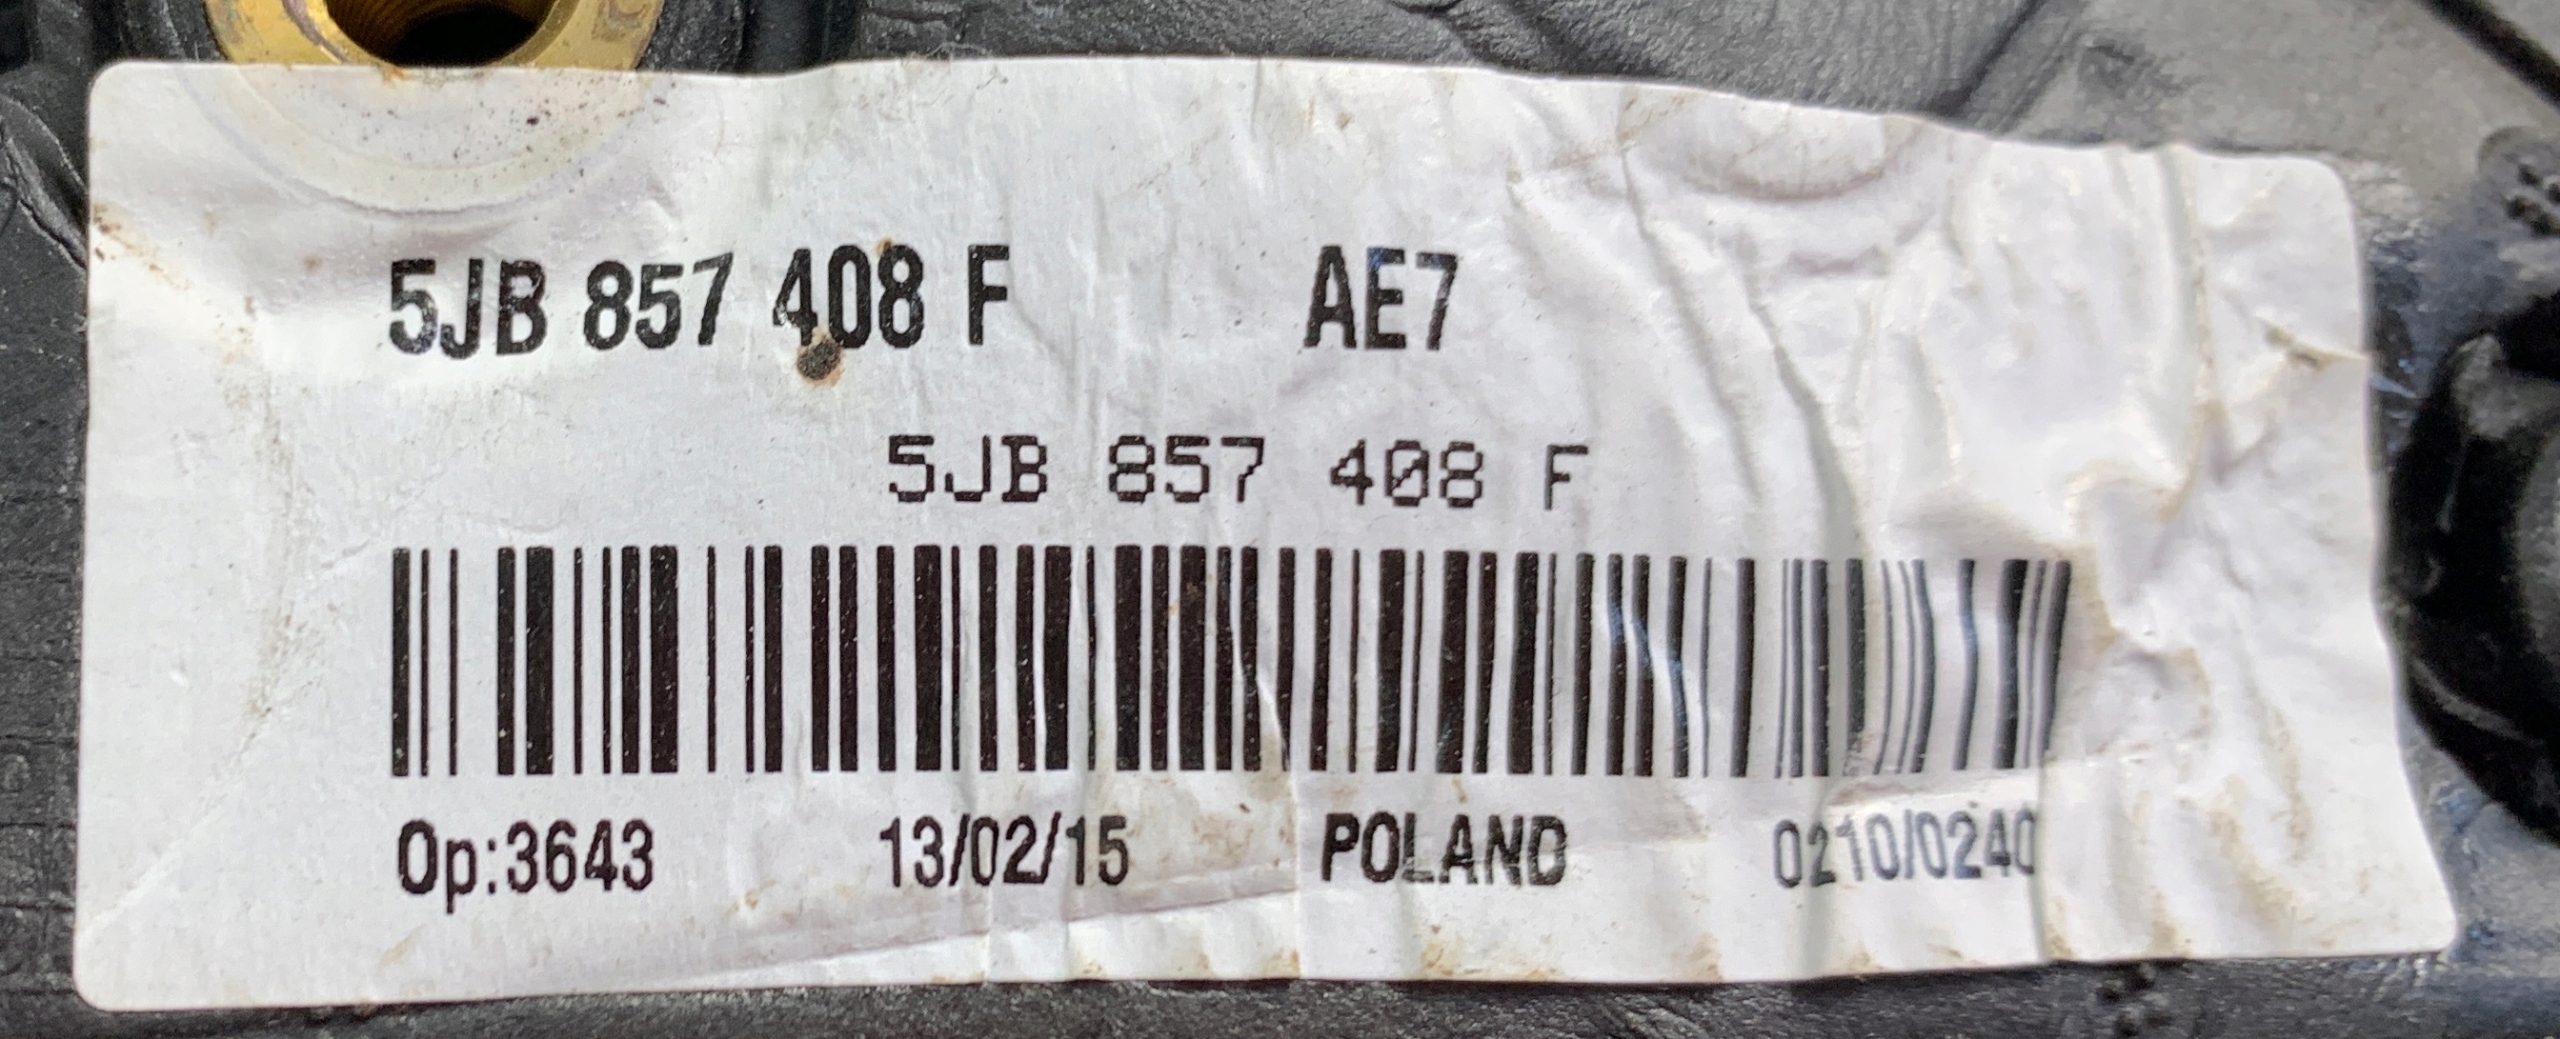 5JB 857 408 F AE7
5JB 857 408 F
Op:3643 13/02/15 POLAND 0210/0240